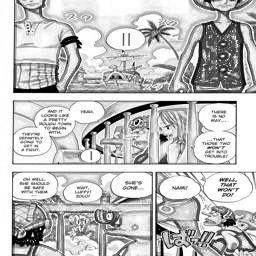 !!
YEAH.
AND IT
LOOKS LIKE
A PRETTY
ROUGH TOWN
TO BEGIN
WITH.
THEY'RE
DEFINITELY
GOING TO
GET IN
A FIGHT.
THERE IS
NO WAY...
...THAT
THOSE TWO
WON'T
GET INTO
TROUBLE!
!
OH WELL,
WE SHOULD
BE SAFE
WITH THEM
WAIT,
LUFFY!
ZOLO!
SHE'S
GONE...
NAMI!
WELL,
THAT
WON'T
DO!